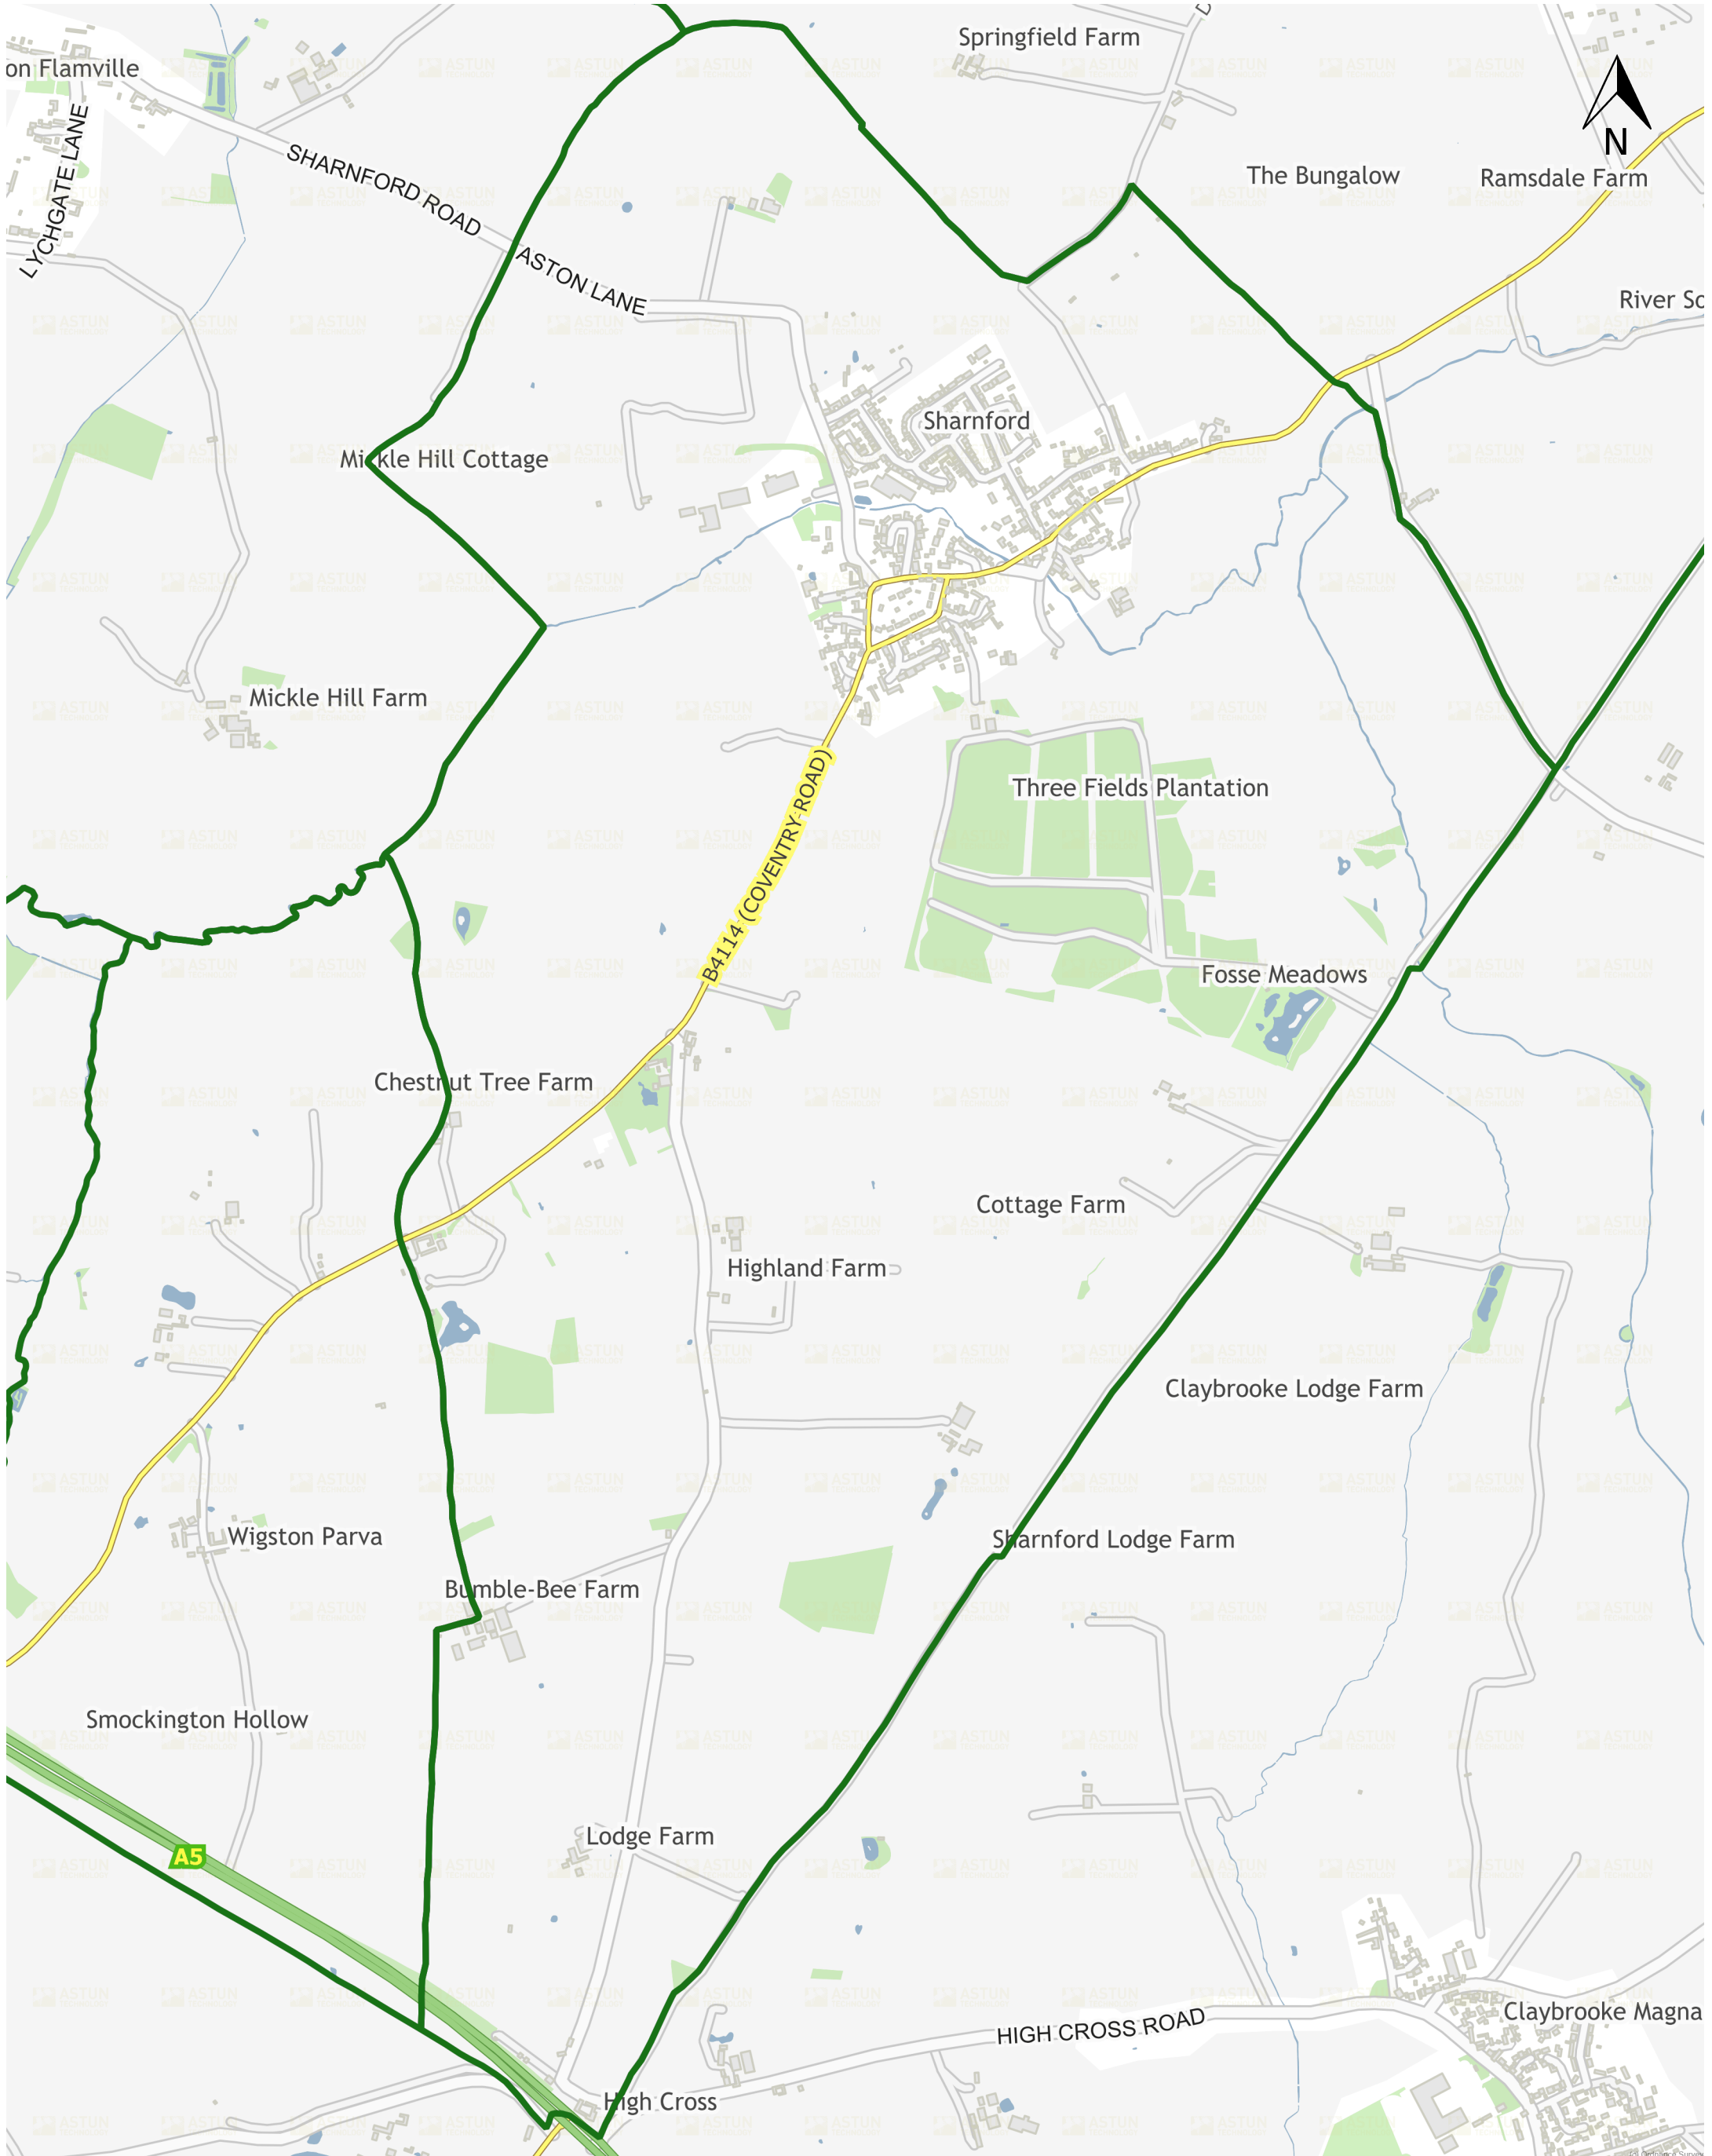 Springfield Farm
on Flamville
LYCHGATE LANE
SHARNFORD ROAD
N
The Bungalow
Ramsdale Farm
ASTON LANE
River So
Sharnford
Mickle Hill Cottage
Mickle Hill Farm
B4114 (COVENTRY ROAD)
Three Fields Plantation
Fosse Meadows
Chestnut Tree Farm
Cottage Farm
Highland Farm
Claybrooke Lodge Farm
Wigston Parva
Sharnford Lodge Farm
Bumble-Bee Farm
Smockington Hollow
A5
Lodge Farm
HIGH CROSS ROAD
Claybrooke Magna
High Cross
ASTUN
TECHNOLOGY